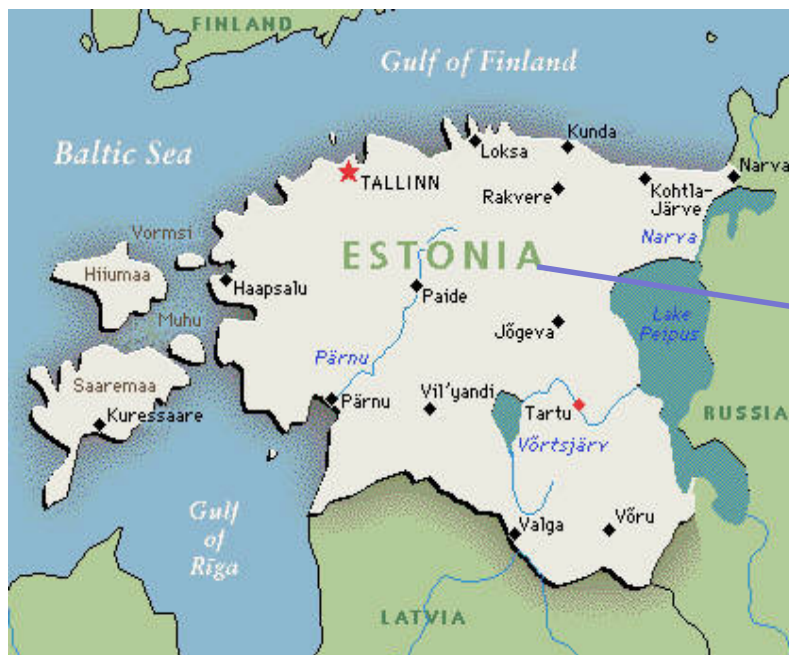 FINLAND
Gulf of Finland
Baltic Sea
Loksa
Kunda
TALLINN
Rakvere
Kohtla-
Järve
Narva
Narva
Vormsi
ESTONIA
Hiiumaa
Haapsalu
Paide
Muhu
Jõgeva
Lake
Peipus
Pärnu
Saaremaa
Kuressaare
Pärnu
Vil'yandi
Tartu
RUSSIA
Võrtsjärv
Gulf
of
Rīga
Valga
Võru
LATVIA